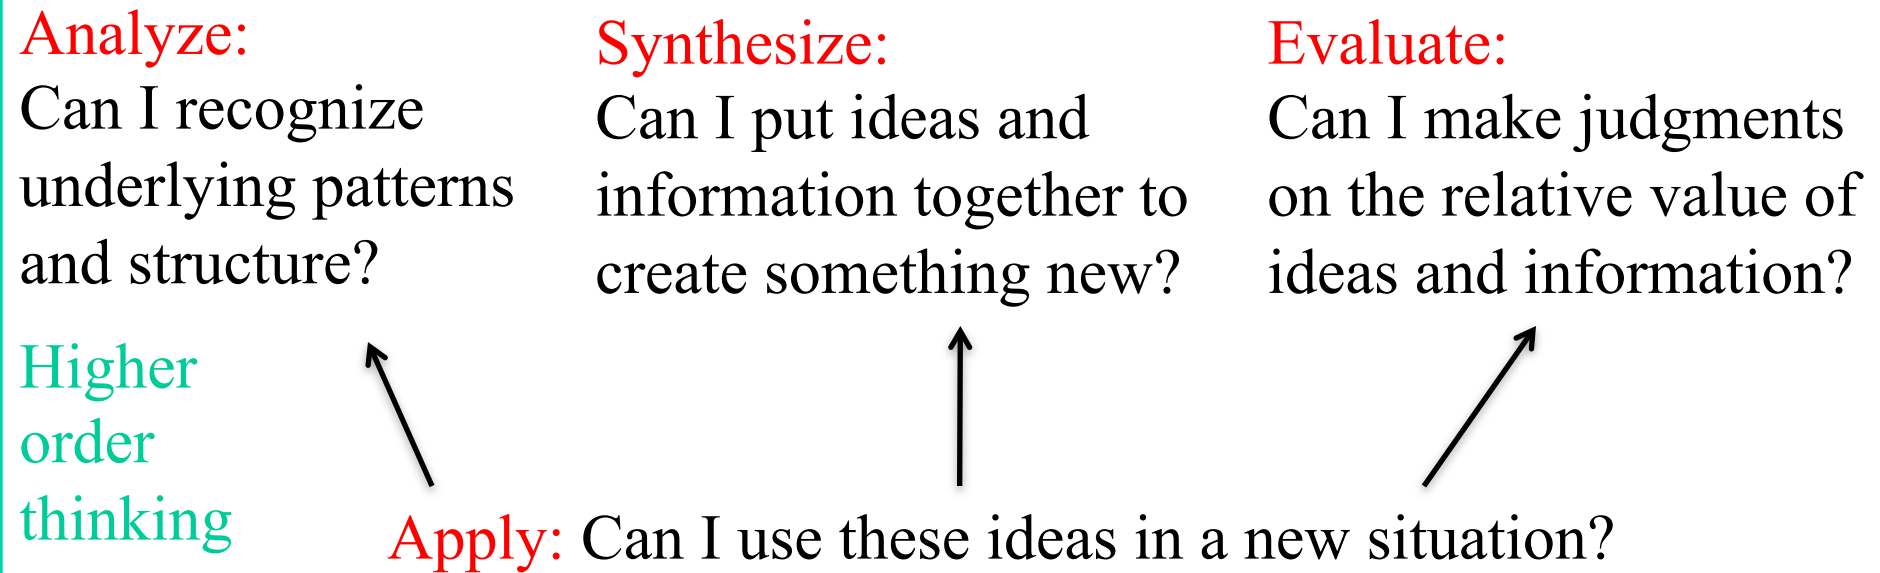 Analyze:
Can I recognize
underlying patterns
and structure?
Synthesize:
Can I put ideas and
information together to
create something new?
Evaluate:
Can I make judgments
on the relative value of
ideas and information?
Higher
order
thinking
Apply: Can I use these ideas in a new situation?